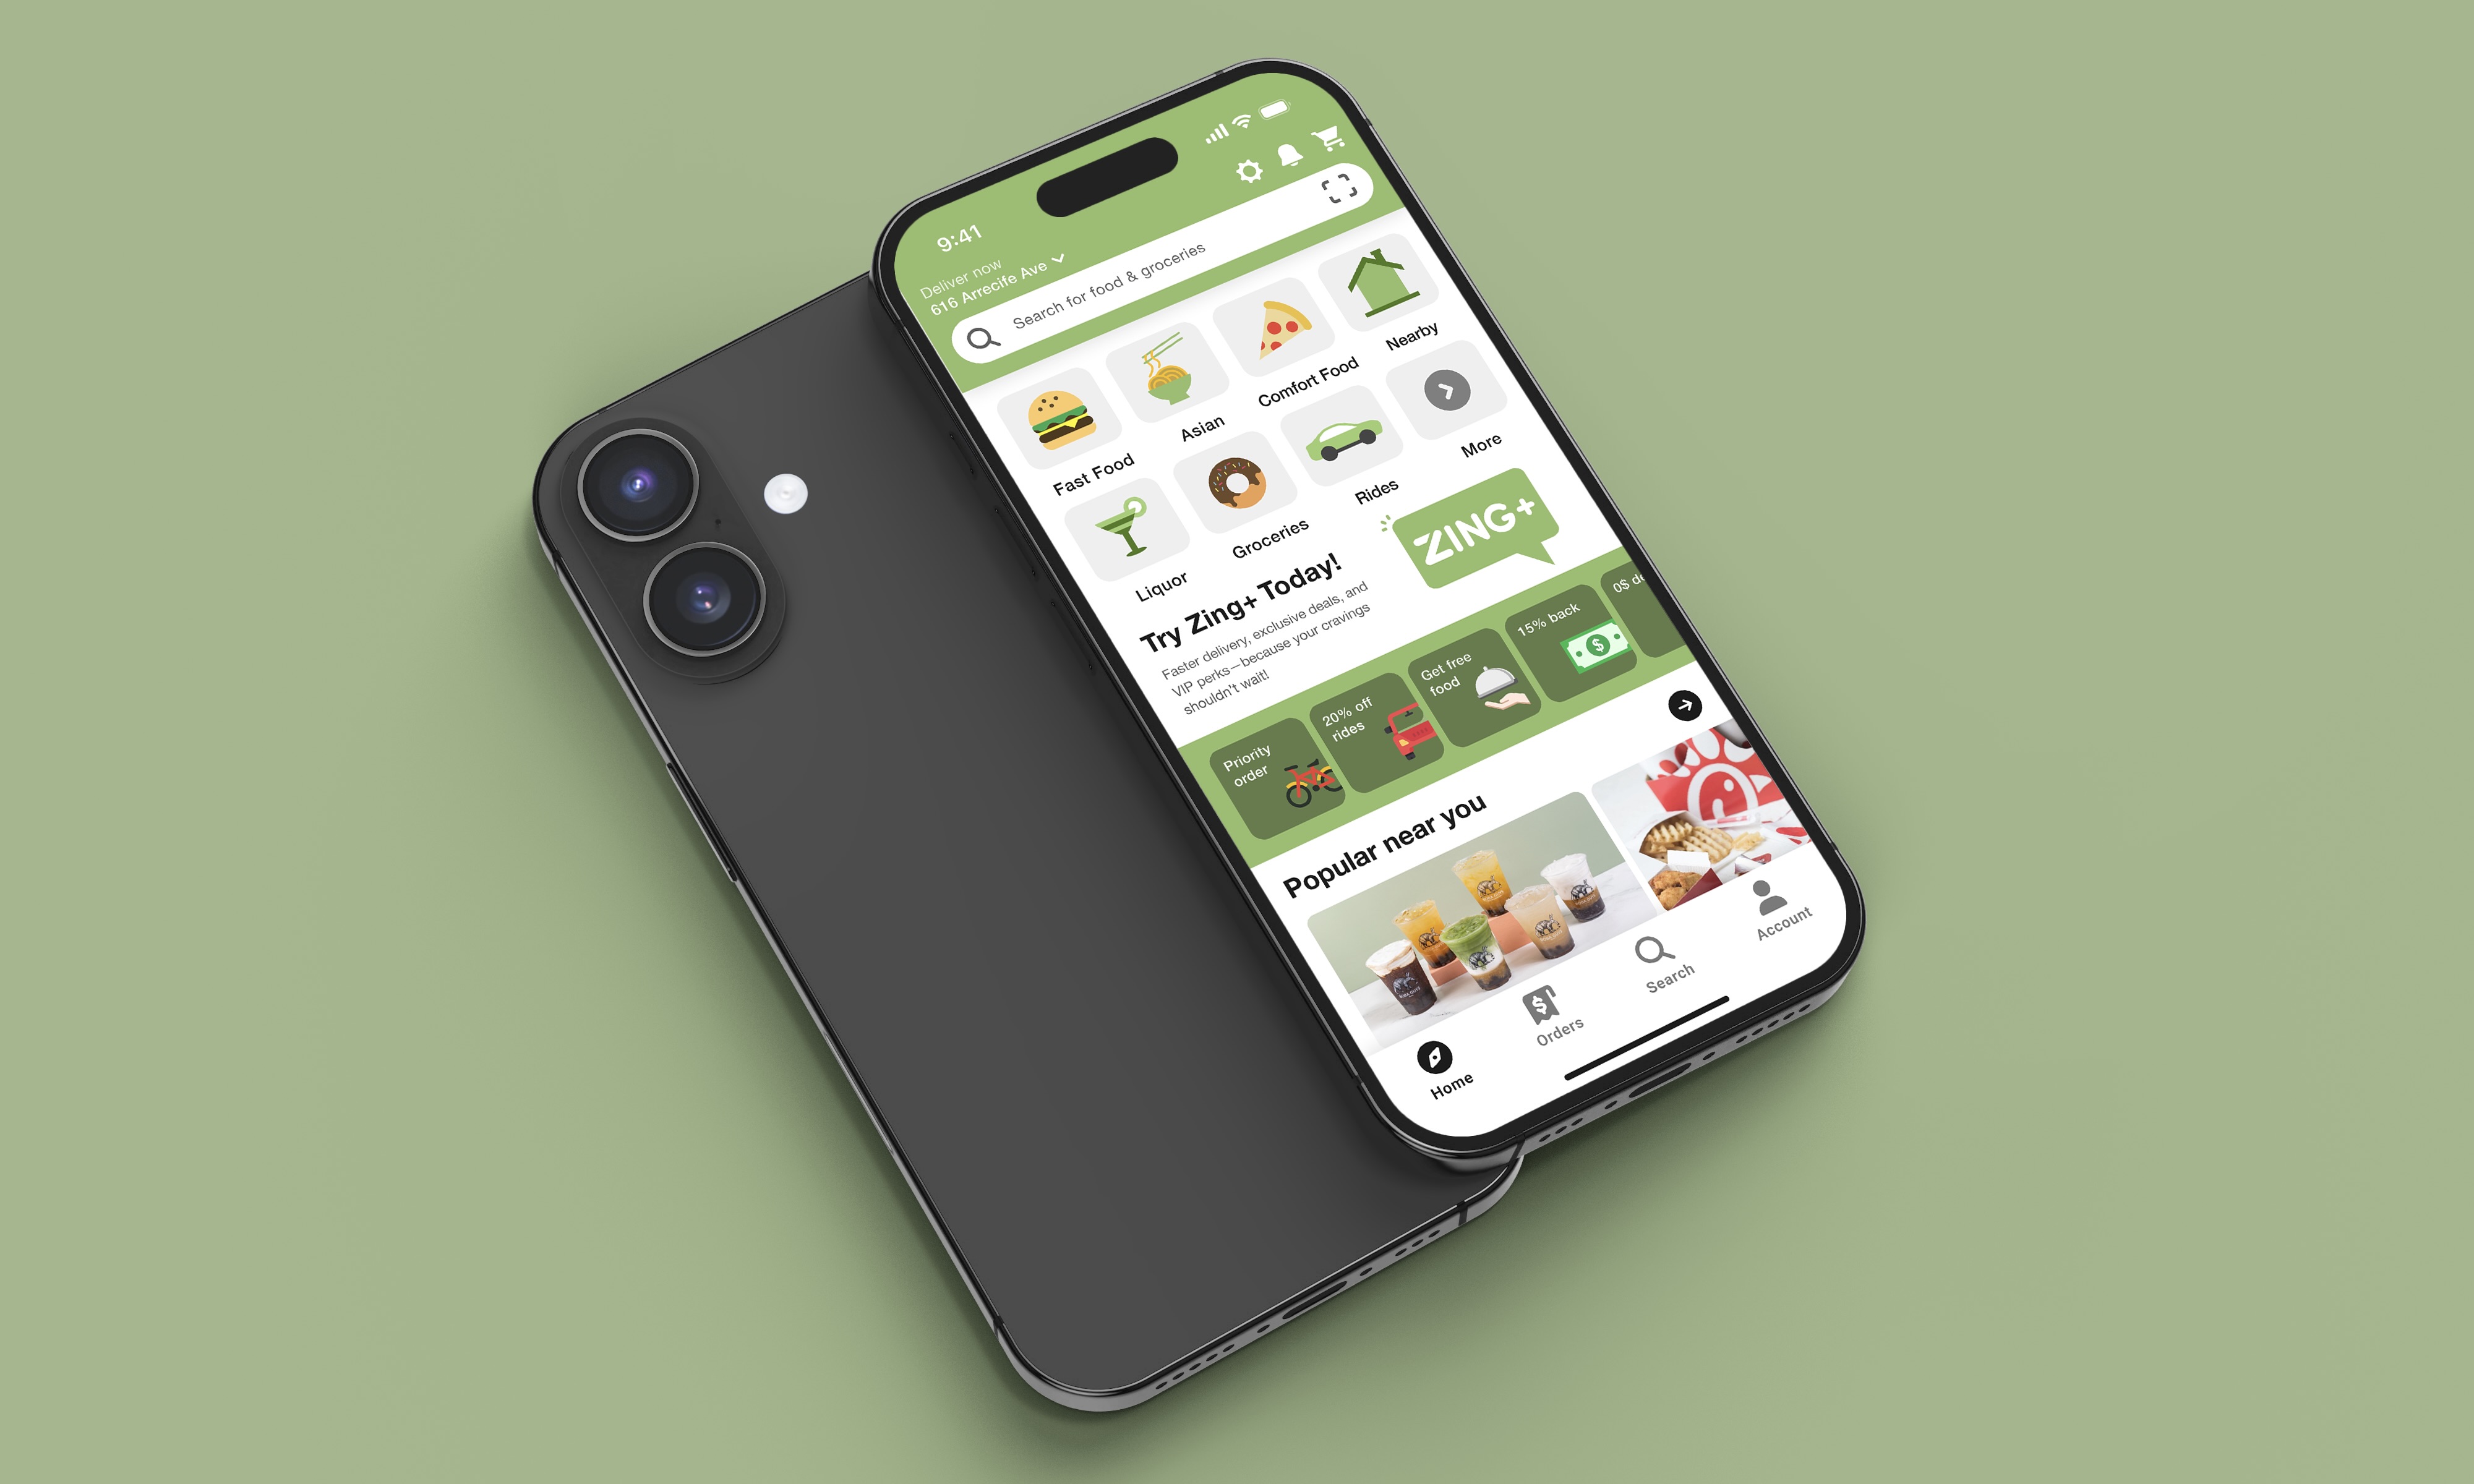 9:41
Deliver now
616 Arrecife Ave
Search for food & groceries
Fast Food
Asian
Comfort Food
Nearby
Liquor
Groceries
Rides
More
Try Zing+ Today!
Faster delivery, exclusive deals, and
VIP perks—because your cravings
shouldn't wait!
ZING+
Priority
order
20% off
rides
Get free
food
15% back
0$
Popular near you
Home
Orders
Search
Account